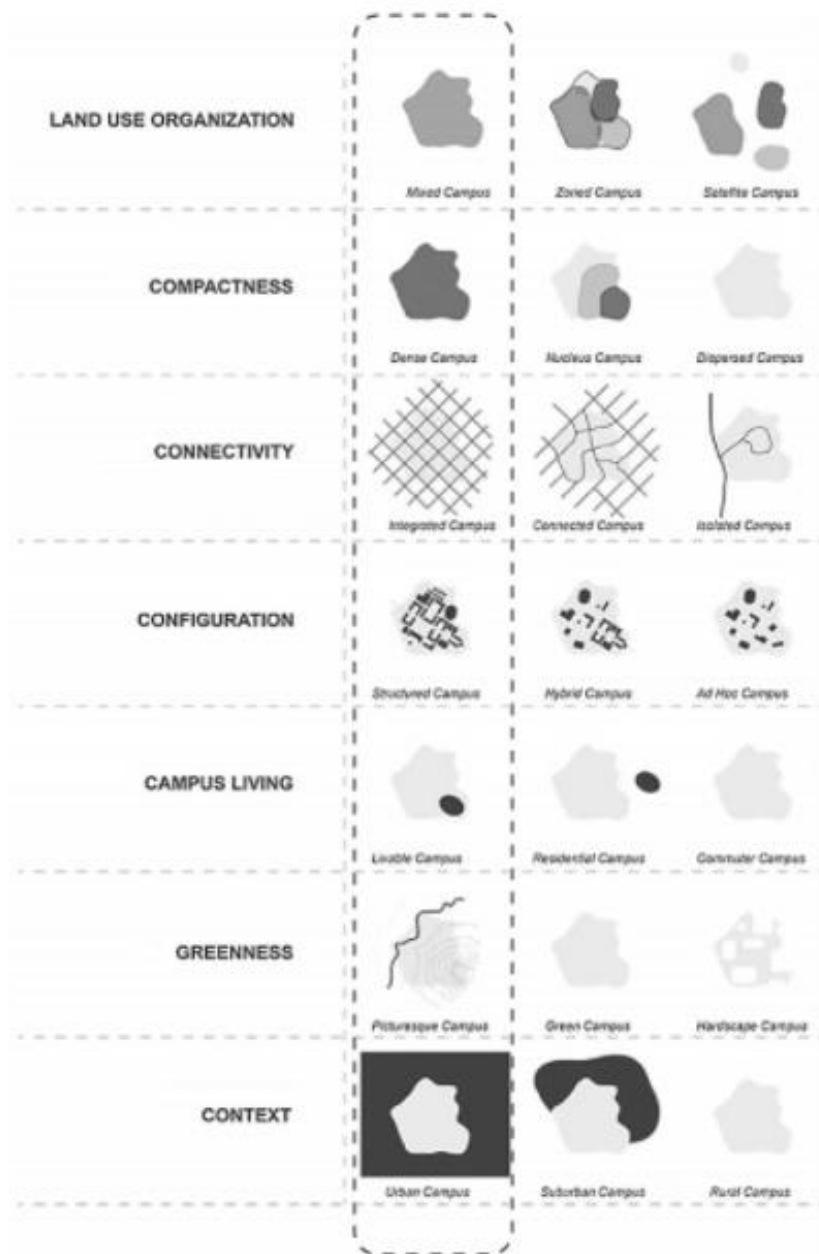 LAND USE ORGANIZATION
Mixed Campus
Zoned Campus
Satellite Campus
COMPACTNESS
Dense Campus
Nucleus Campus
Dispersed Campus
CONNECTIVITY
Integrated Campus
Connected Campus
Isolated Campus
CONFIGURATION
Structured Campus
Hybrid Campus
Ad Hoc Campus
CAMPUS LIVING
Livable Campus
Residential Campus
Commuter Campus
GREENNESS
Picturesque Campus
Green Campus
Hardscape Campus
CONTEXT
Urban Campus
Suburban Campus
Rural Campus